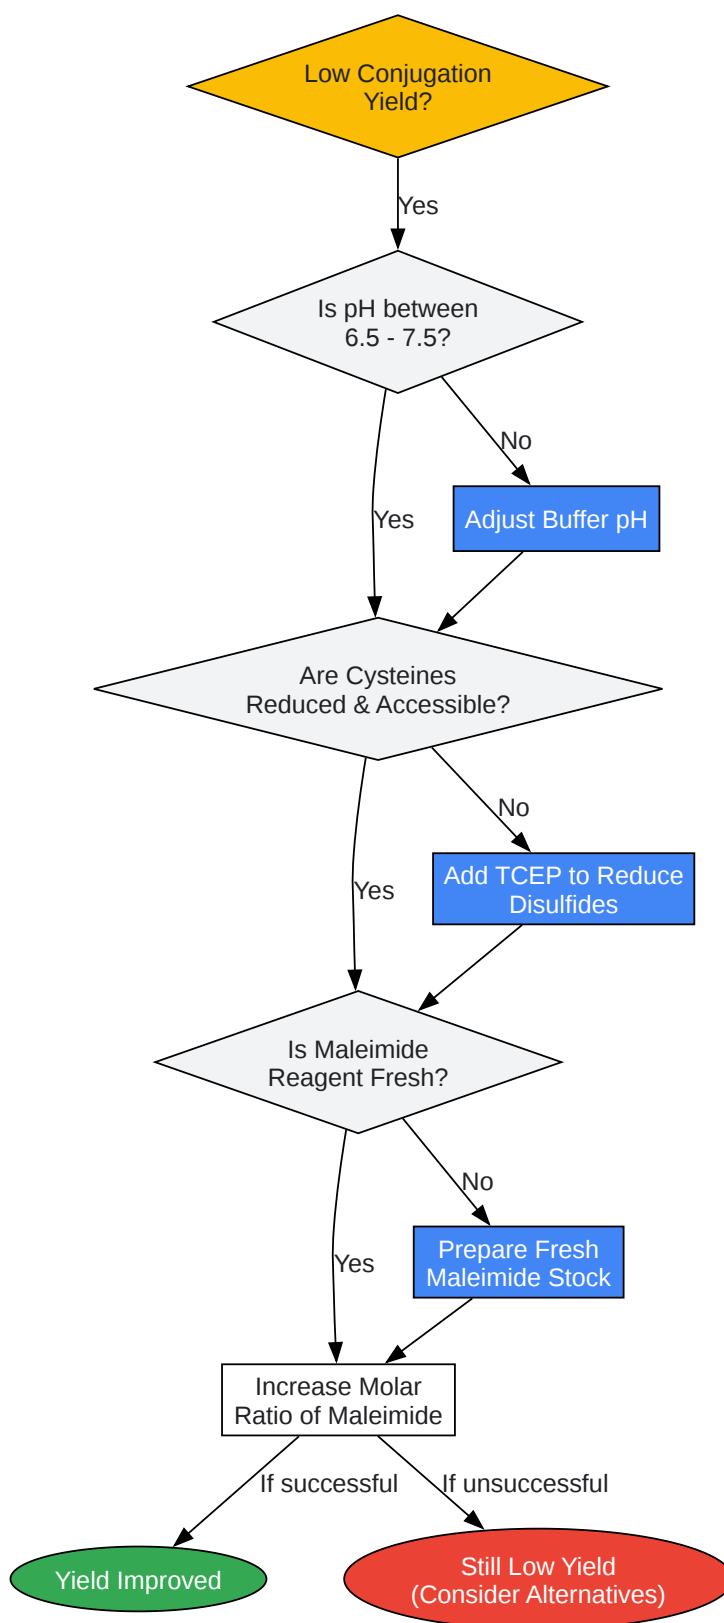 Low Conjugation
Yield?
Yes
Is pH between
6.5 - 7.5?
No
Yes
Adjust Buffer pH
Are Cysteines
Reduced & Accessible?
No
Yes
Add TCEP to Reduce
Disulfides
Is Maleimide
Reagent Fresh?
No
Yes
Prepare Fresh
Maleimide Stock
Increase Molar
Ratio of Maleimide
If successful
If unsuccessful
Yield Improved
Still Low Yield
(Consider Alternatives)